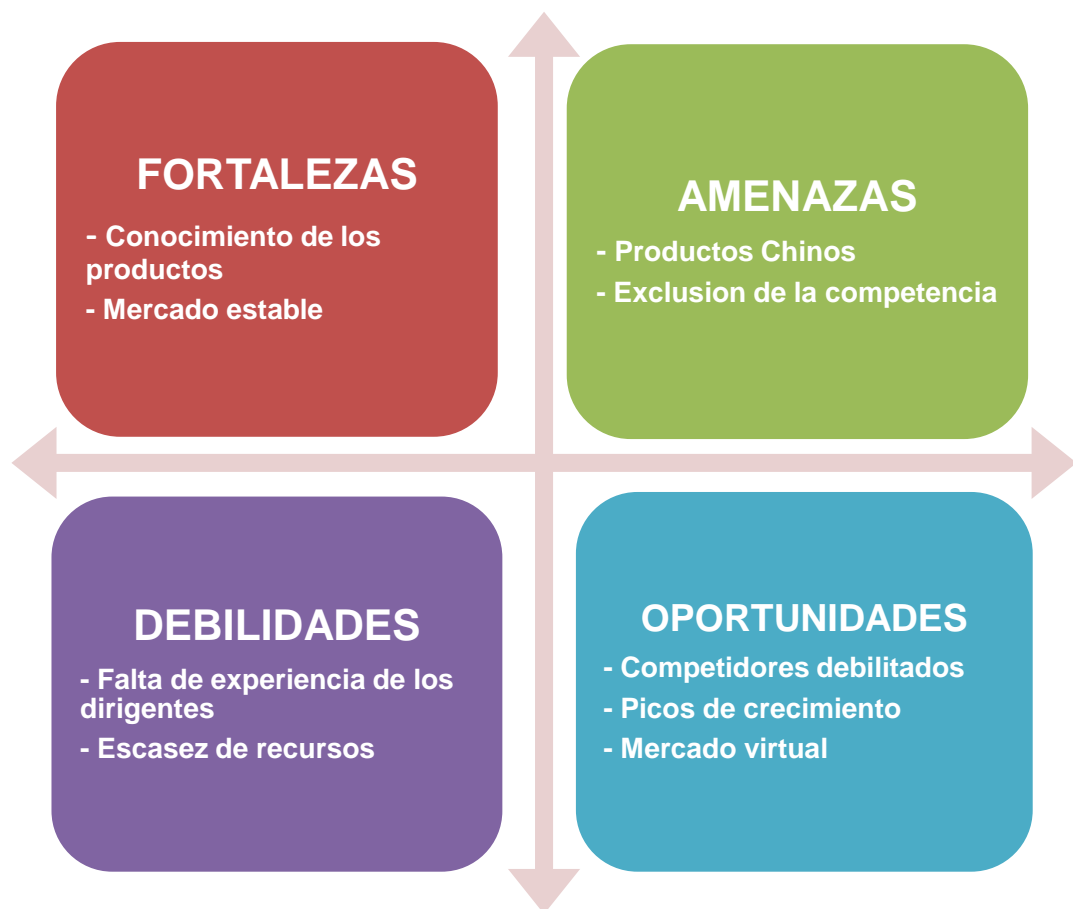 FORTALEZAS
- Conocimiento de los
productos
- Mercado estable
AMENAZAS
- Productos Chinos
- Exclusion de la competencia
DEBILIDADES
- Falta de experiencia de los
dirigentes
- Escasez de recursos
OPORTUNIDADES
- Competidores debilitados
- Picos de crecimiento
- Mercado virtual